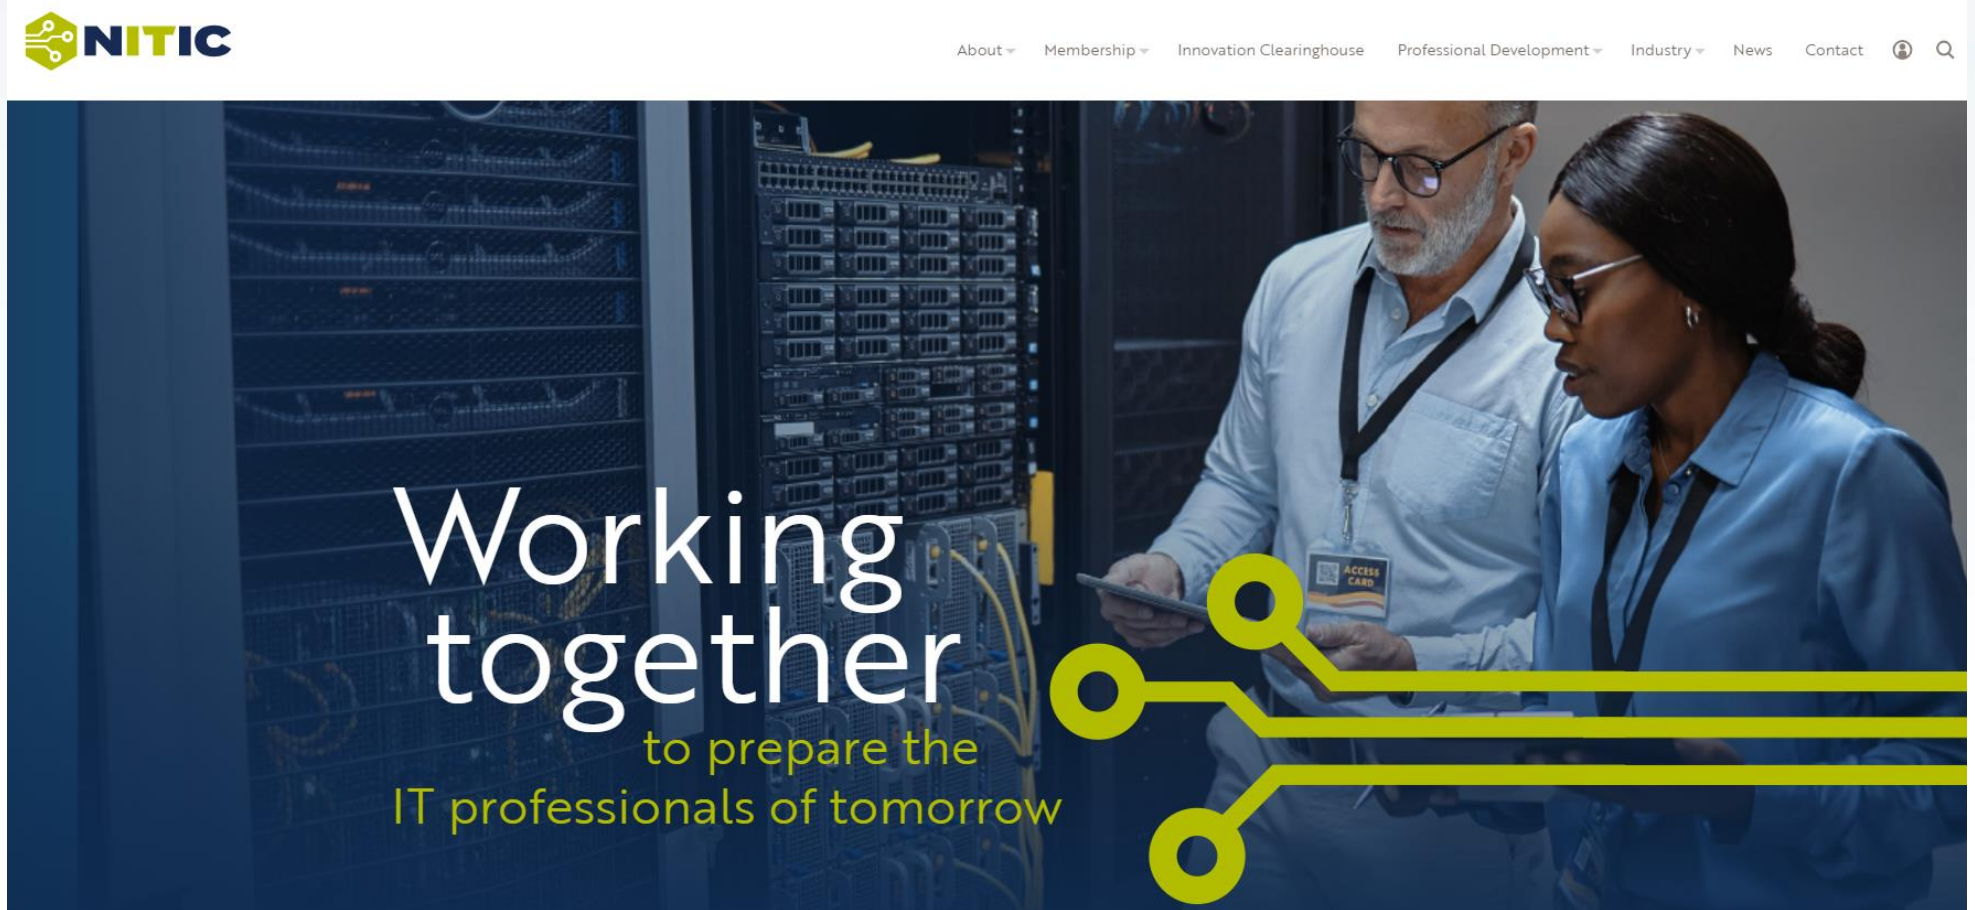 NITIC
About
Membership
Innovation Clearinghouse
Professional Development
Industry
News
Contact
Working
together
to prepare the
IT professionals of tomorrow
ACCESS
CARD